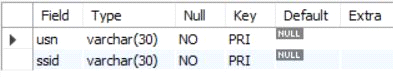 Field Type Null Key Default Extra
usn varchar(30) NO PRI NULL
ssid varchar(30) NO PRI NULL